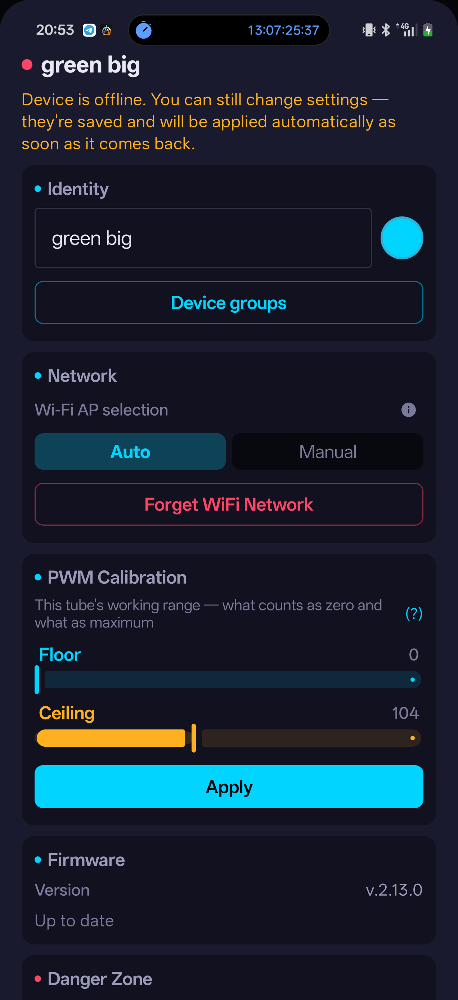 20:53
13:07:25:37
4G
green big
Device is offline. You can still change settings —
they're saved and will be applied automatically as
soon as it comes back.
Identity
green big
Device groups
Network
Wi-Fi AP selection
Auto
Manual
Forget WiFi Network
PWM Calibration
This tube's working range — what counts as zero and
what as maximum
(?)
Floor
0
Ceiling
104
Apply
Firmware
Version
v.2.13.0
Up to date
Danger Zone